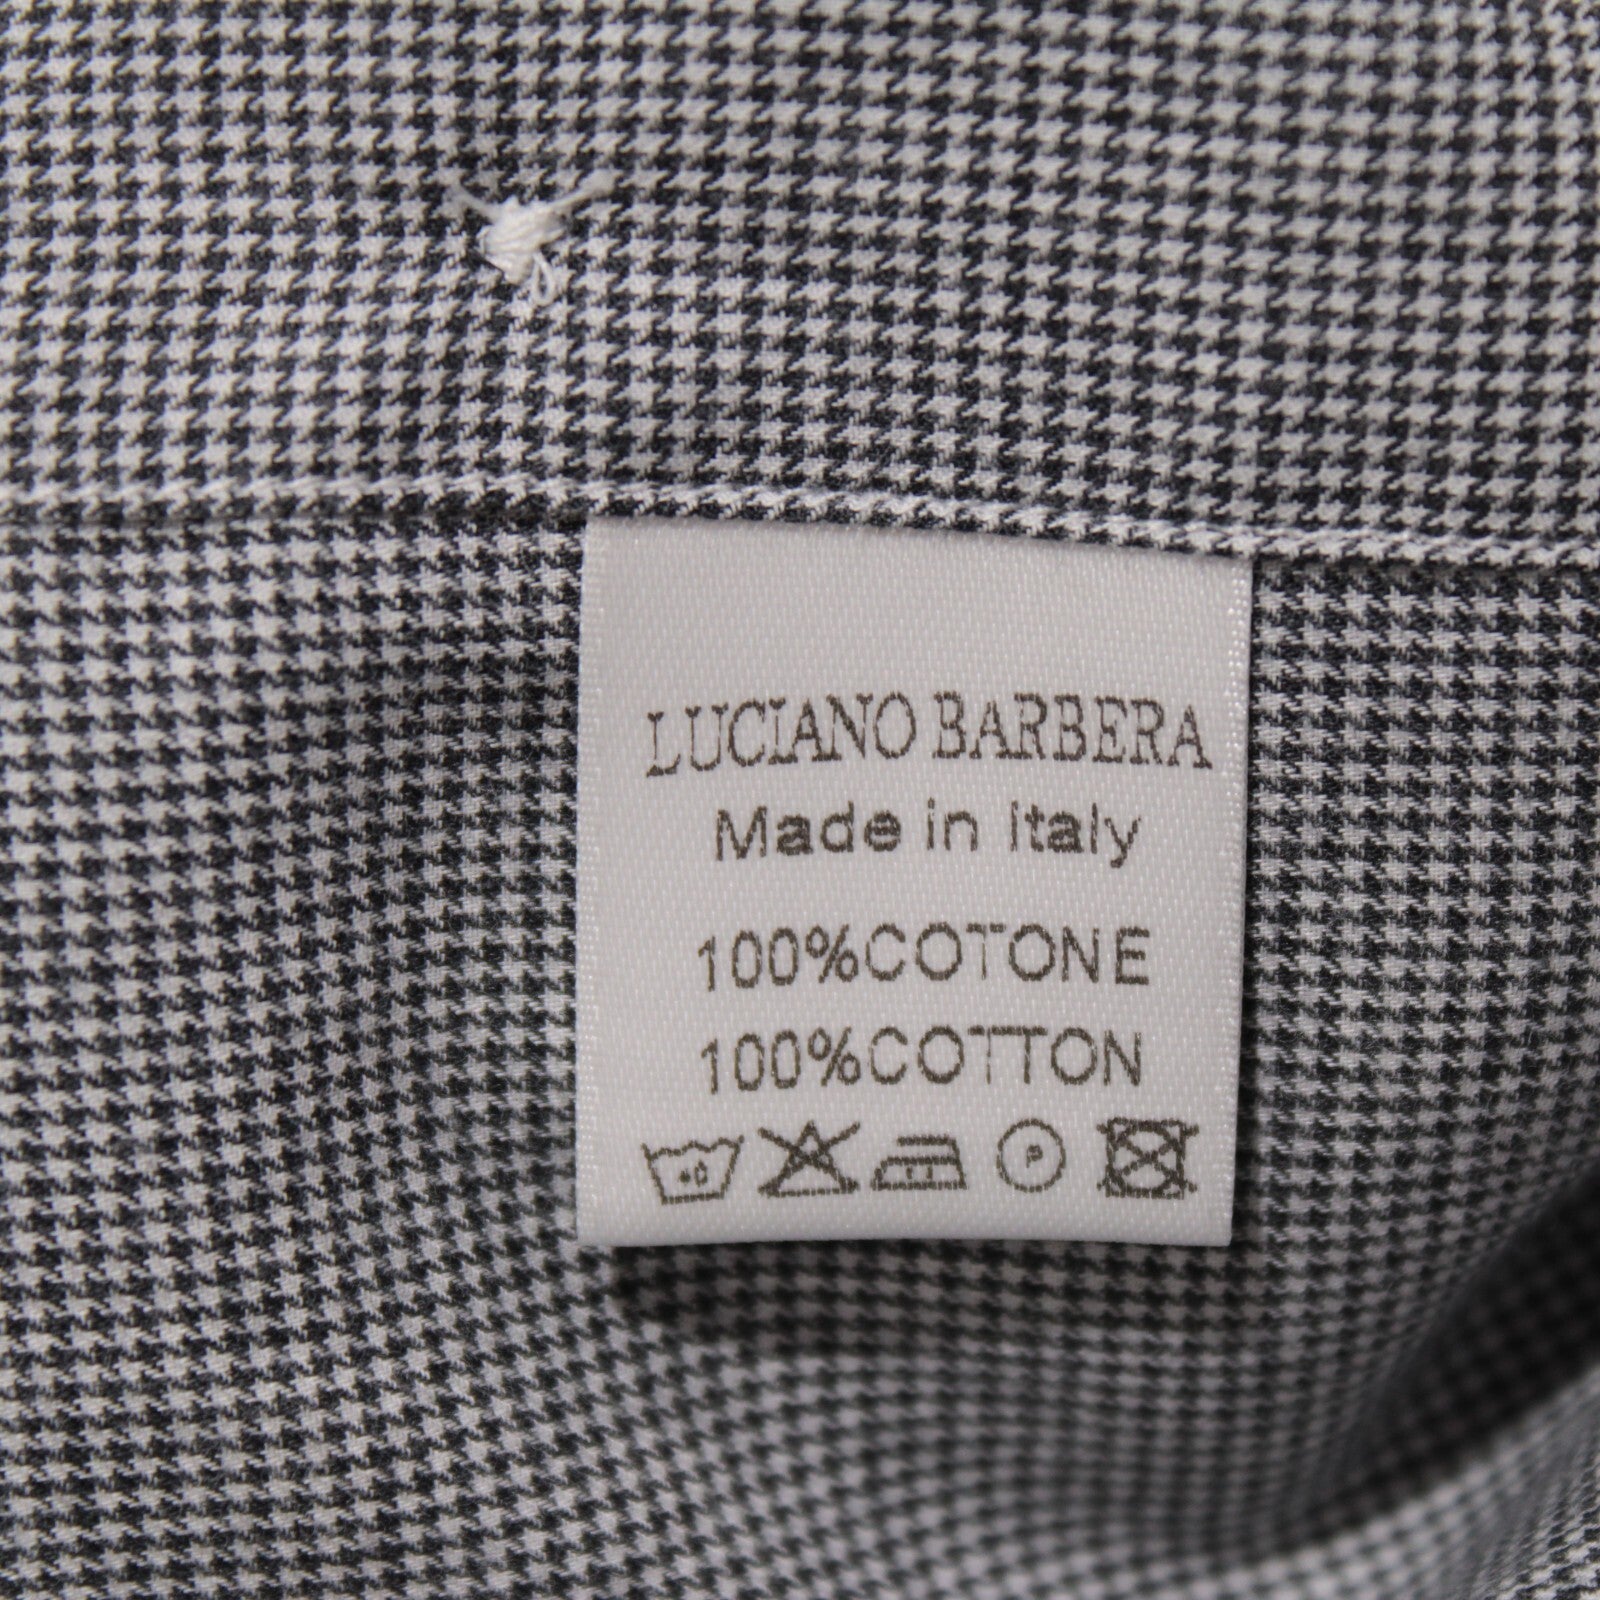 LUCIANO BARBERA
Made in Italy
100%COTONE
100%COTTON
P